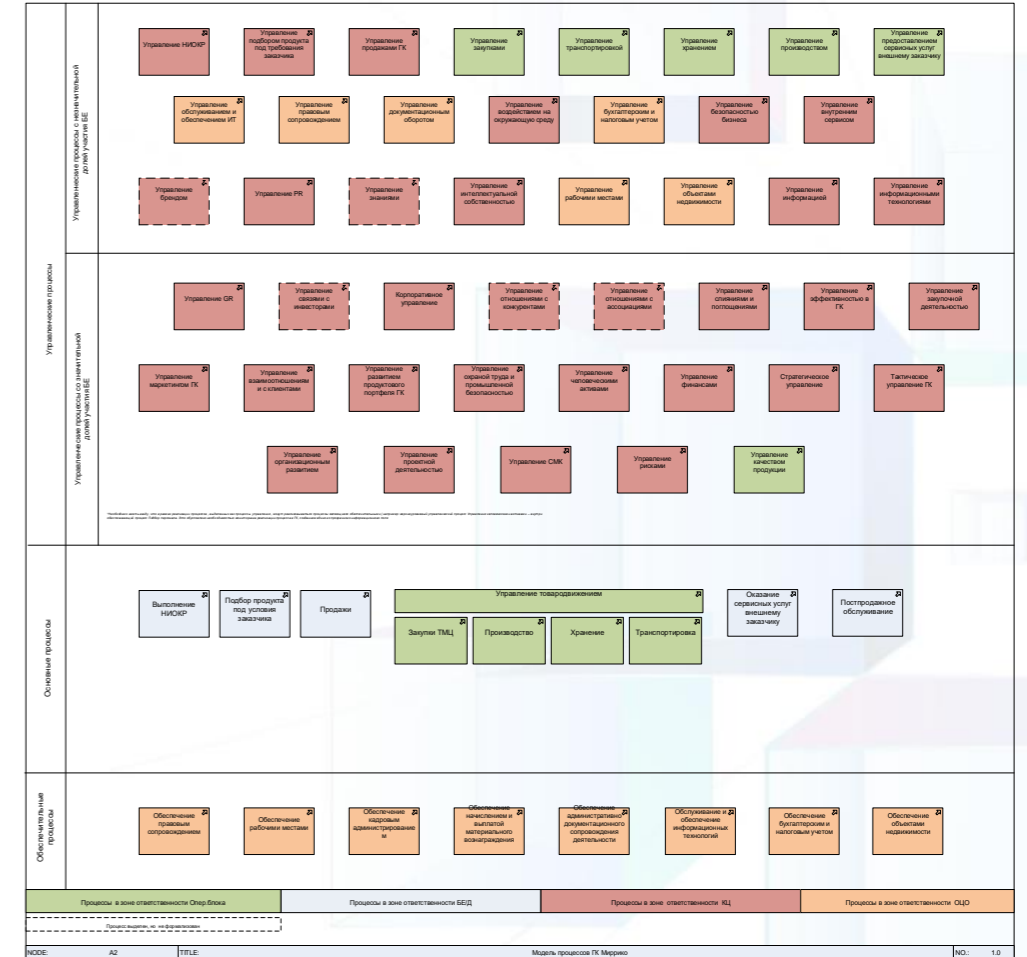 Управленческие процессы
Управленческие процессы с незначительной
долей участия БЕ
Управление НИОКР
Управление
подбором продукта
под требования
заказчика
Управление
продажами ГК
Управление
закупками
Управление
транспортировкой
Управление
хранением
Управление
производством
Управление
предоставлением
сервисных услуг
внешнему заказчику
Управление
обслуживанием и
обеспечением ИТ
Управление
правовым
сопровождением
Управление
документационным
оборотом
Управление
воздействием на
окружающую среду
Управление
бухгалтерским и
налоговым учетом
Управление
безопасностью
бизнеса
Управление
внутренним
сервисом
Управление
брендом
Управление PR
Управление
знаниями
Управление
интеллектуальной
собственностью
Управление
рабочими местами
Управление
объектами
недвижимости
Управление
информацией
Управление
информационными
технологиями
Управленческие процессы со значительной
долей участия БЕ
Управление GR
Управление
связями с
инвесторами
Корпоративное
управление
Управление
отношениями с
конкурентами
Управление
отношениями с
ассоциациями
Управление
слияниями и
поглощениями
Управление
эффективностью в
ГК
Управление
закупочной
деятельностью
Управление
маркетингом ГК
Управление
взаимоотношениям
и с клиентами
Управление
развитием
продуктового
портфеля ГК
Управление
охраной труда и
промышленной
безопасностью
Управление
человеческими
активами
Управление
финансами
Стратегическое
управление
Тактическое
управление ГК
Управление
организационным
развитием
Управление
проектной
деятельностью
Управление СМК
Управление
рисками
Управление
качеством
продукции
Основные процессы
Выполнение
НИОКР
Подбор продукта
под условия
заказчика
Продажи
Управление товародвижением
Закупки ТМЦ
Производство
Хранение
Транспортировка
Оказание
сервисных услуг
внешнему
заказчику
Постпродажное
обслуживание
Обеспечительные
процессы
Обеспечение
правовым
сопровождением
Обеспечение
рабочими местами
Обеспечение
кадровым
администрирование
м
Обеспечение
начислением и
выплатой
материального
вознаграждения
Обеспечение
административно
документационного
сопровождения
деятельности
Обслуживание и
обеспечение
информационных
технологий
Обеспечение
бухгалтерским и
налоговым учетом
Обеспечение
объектами
недвижимости
Процессы в зоне ответственности Опер.блока
Процессы в зоне ответственности БЕ/Д
Процессы в зоне ответственности КЦ
Процессы в зоне ответственности ОЦО
Процесс выделен, но не формализован
NODE: A2 TITLE: Модель процессов ГК Миррико NO.: 1.0